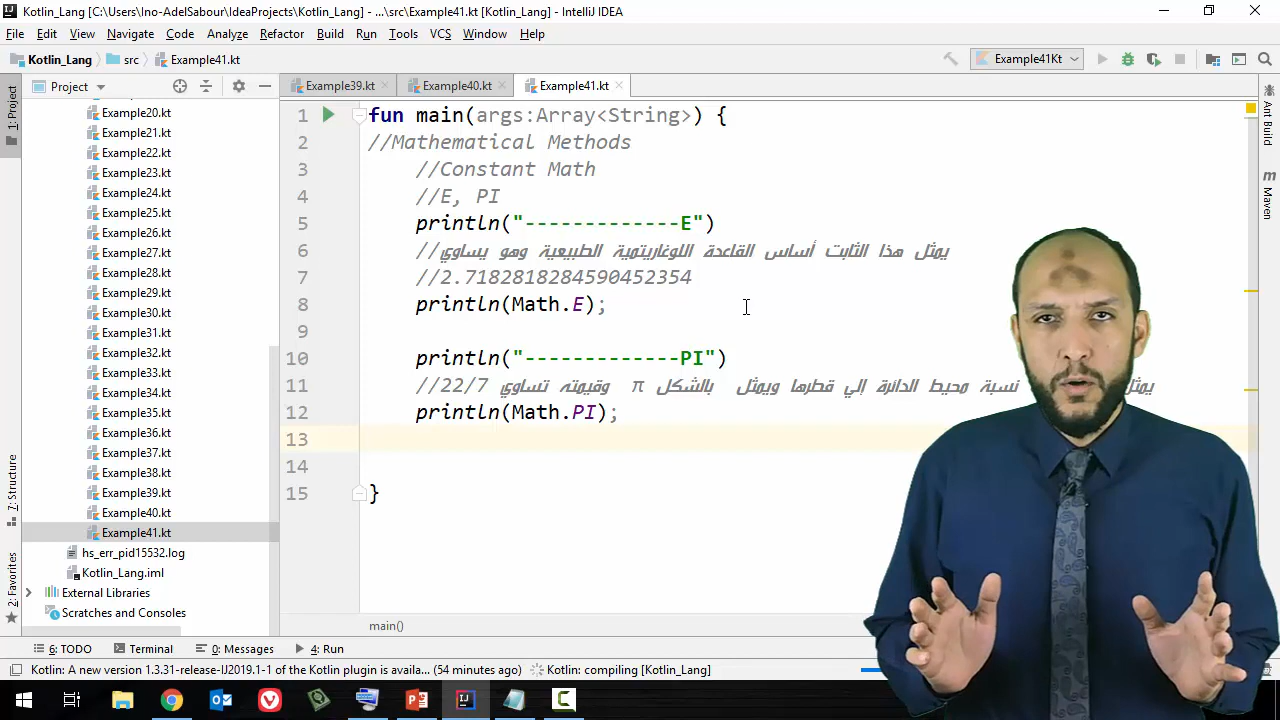 Kotlin_Lang [C:\Users\Ino-AdelSabour\IdeaProjects\Kotlin_Lang] - ...\src\Example41.kt [Kotlin_Lang] - IntelliJ IDEA
File Edit View Navigate Code Analyze Refactor Build Run Tools VCS Window Help
Kotlin_Lang src Example41.kt Example41Kt
Project Example39.kt Example40.kt Example41.kt
1: Project
Ant Build
Maven
7: Structure
2: Favorites
Example20.kt
Example21.kt
Example22.kt
Example23.kt
Example24.kt
Example25.kt
Example26.kt
Example27.kt
Example28.kt
Example29.kt
Example30.kt
Example31.kt
Example32.kt
Example33.kt
Example34.kt
Example35.kt
Example36.kt
Example37.kt
Example38.kt
Example39.kt
Example40.kt
Example41.kt
hs_err_pid15532.log
Kotlin_Lang.iml
External Libraries
Scratches and Consoles
1 fun main(args:Array<String>) {
2 //Mathematical Methods
3 //Constant Math
4 //E, PI
5 println("-------------E")
6 //يمثل هذا الثابت أساس القاعدة اللوغاريتمية الطبيعية وهو يساوي
7 //2.7182818284590452354
8 println(Math.E);
9
10 println("-------------PI")
11 //22/7 نسبة محيط الدائرة إلي قطرها ويمثل بالشكل π وقيمته تساوي
12 println(Math.PI);
13
14
15 }
main()
6: TODO Terminal 0: Messages 4: Run
Kotlin: A new version 1.3.31-release-IJ2019.1-1 of the Kotlin plugin is availa... (54 minutes ago) Kotlin: compiling [Kotlin_Lang]